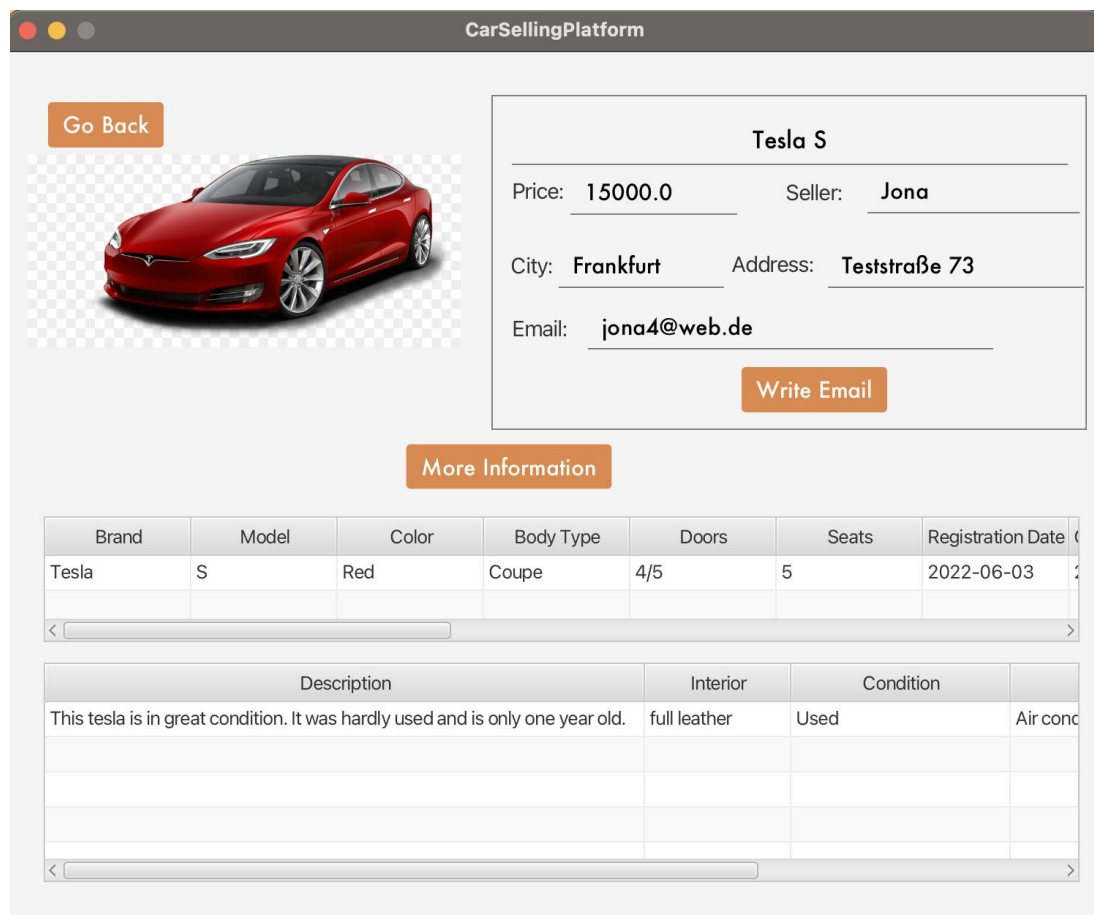 CarSellingPlatform
Go Back
Tesla S
Price: 15000.0 Seller: Jona
City: Frankfurt Address: Teststraße 73
Email: jona4@web.de
Write Email
More Information
Brand Model Color Body Type Doors Seats Registration Date
Tesla S Red Coupe 4/5 5 2022-06-03
Description Interior Condition
This tesla is in great condition. It was hardly used and is only one year old. full leather Used Air cond